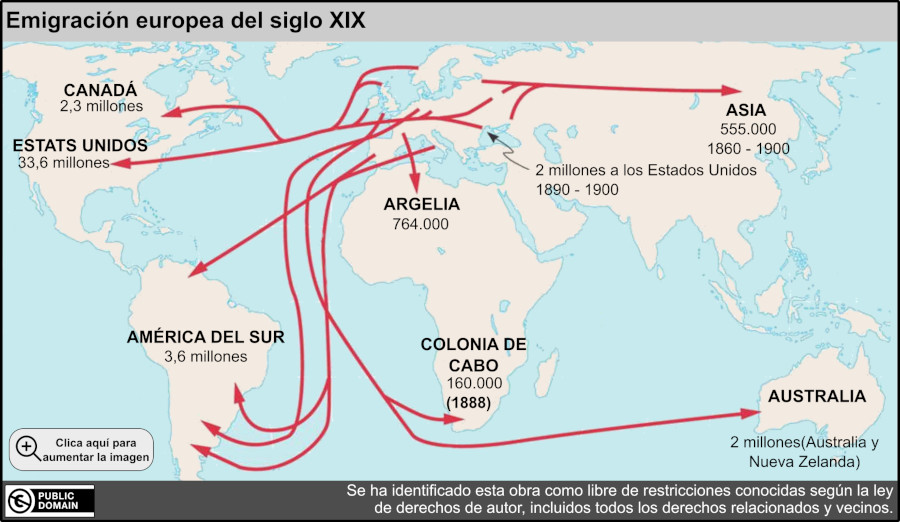 Emigración europea del siglo XIX
CANADÁ
2,3 millones
ESTATS UNIDOS
33,6 millones
ASIA
555.000
1860 - 1900
2 millones a los Estados Unidos
1890 - 1900
ARGELIA
764.000
AMÉRICA DEL SUR
3,6 millones
COLONIA DE
CABO
160.000
(1888)
AUSTRALIA
2 millones(Australia y
Nueva Zelanda)
Clica aquí para
aumentar la imagen
PUBLIC
DOMAIN
Se ha identificado esta obra como libre de restricciones conocidas según la ley
de derechos de autor, incluidos todos los derechos relacionados y vecinos.